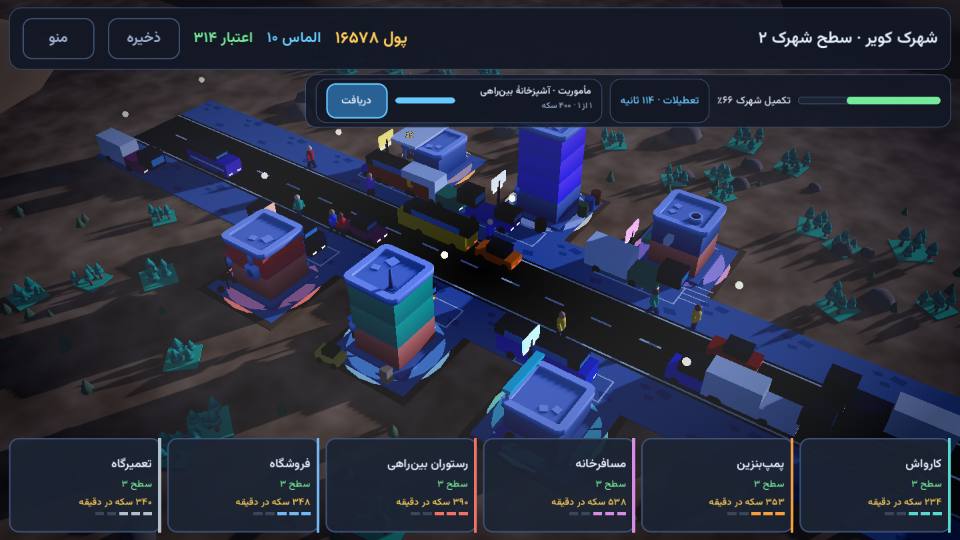 شهرک کویر · سطح شهرک ۲
پول ۱۶۵۷۸
الماس ۱۰
اعتبار ۳۱۴
ذخیره
منو
تکمیل شهرک ۶۶٪
تعطیلات · ۱۱۴ ثانیه
مأموریت · آشپزخانهٔ بین‌راهی
۱ از ۱ · ۴۰۰ سکه
دریافت
کارواش
سطح ۳
۲۳۴ سکه در دقیقه
پمپ‌بنزین
سطح ۳
۳۵۳ سکه در دقیقه
مسافرخانه
سطح ۳
۵۳۸ سکه در دقیقه
رستوران بین‌راهی
سطح ۳
۳۹۰ سکه در دقیقه
فروشگاه
سطح ۳
۳۴۸ سکه در دقیقه
تعمیرگاه
سطح ۳
۳۴۰ سکه در دقیقه